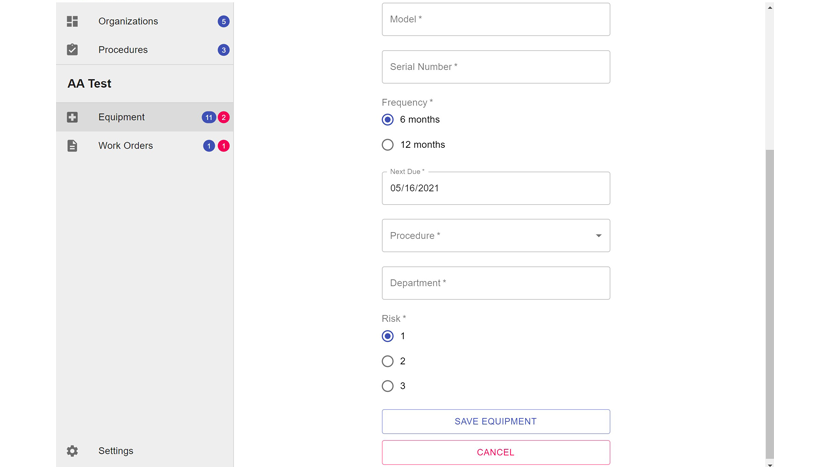 Organizations 5
Procedures 3
AA Test
Equipment 11 2
Work Orders 1 1
Settings
Model *
Serial Number *
Frequency *
6 months
12 months
Next Due *
05/16/2021
Procedure *
Department *
Risk *
1
2
3
SAVE EQUIPMENT
CANCEL